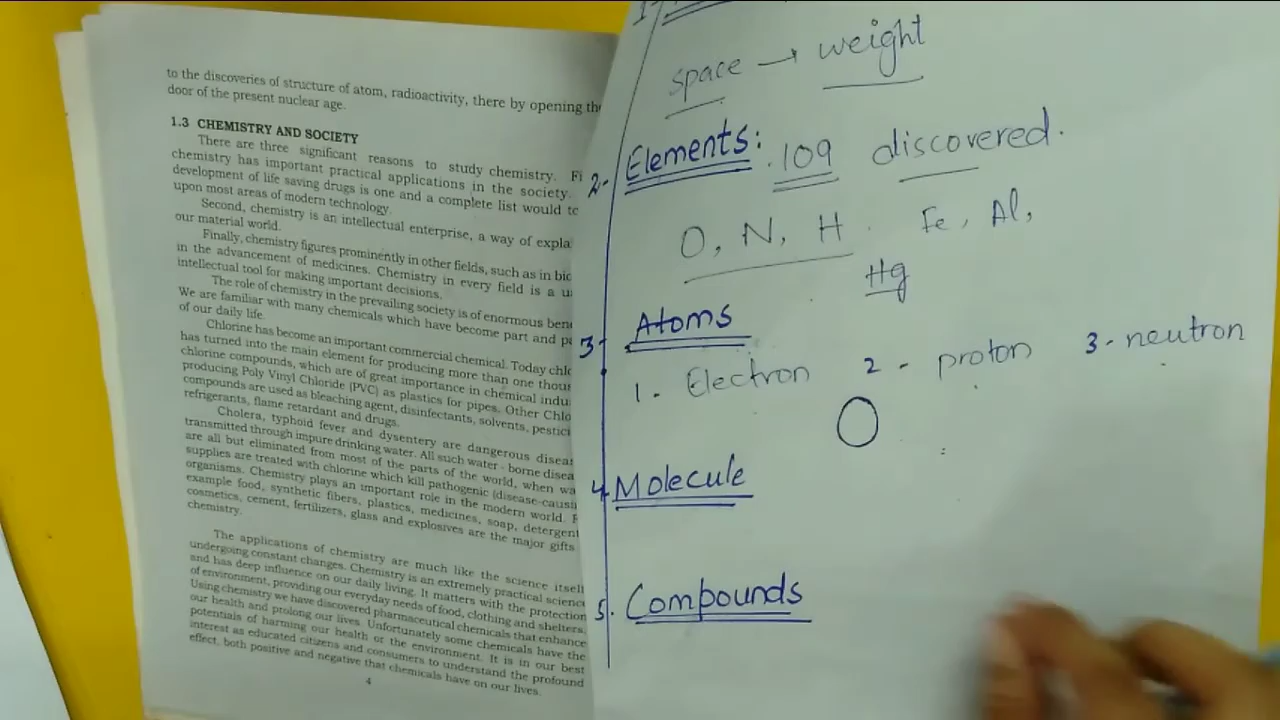 to the discoveries of structure of atom, radioactivity, there by opening the
door of the present nuclear age.
1.3 CHEMISTRY AND SOCIETY
There are three significant reasons to study chemistry.
chemistry has important practical applications in the society.
development of life saving drugs is one and a complete list would
upon most areas of modern technology.
Second, chemistry is an intellectual enterprise, a way of
our material world.
Finally, chemistry figures prominently in other fields, such as in
in the advancement of medicines. Chemistry in every field is a
intellectual tool for making important decisions.
The role of chemistry in the prevailing society is of enormous
We are familiar with many chemicals which have become part and
of our daily life.
Chlorine has become an important commercial chemical. Today
has turned into the main element for producing more than one
chlorine compounds, which are of great importance in chemical
producing Poly Vinyl Chloride (PVC) as plastics for pipes. Other
compounds are used as bleaching agent, disinfectants, solvents,
refrigerants, flame retardant and drugs.
Cholera, typhoid fever and dysentery are dangerous
transmitted through impure drinking water. All such water - borne
are all but eliminated from most of the parts of the world, when
supplies are treated with chlorine which kill pathogenic
organisms. Chemistry plays an important role in the modern world.
example food, synthetic fibers, plastics, medicines, soap,
cosmetics, cement, fertilizers, glass and explosives are the major gifts
chemistry.
The applications of chemistry are much like the science itself
undergoing constant changes. Chemistry is an extremely practical science
and has deep influence on our daily living. It matters with the protection
of environment, providing our everyday needs of food, clothing and shelters.
Using chemistry we have discovered pharmaceutical chemicals that enhance
our health and prolong our lives. Unfortunately some chemicals have the
potentials of harming our health or the environment. It is in our best
interest as educated citizens and consumers to understand the profound
effect, both positive and negative that chemicals have on our lives.
4
space → weight
2- Elements: 109 discovered.
O, N, H. Fe, Al,
Hg
3- Atoms
1. Electron 2 - proton 3- neutron
4 Molecule
5. Compounds